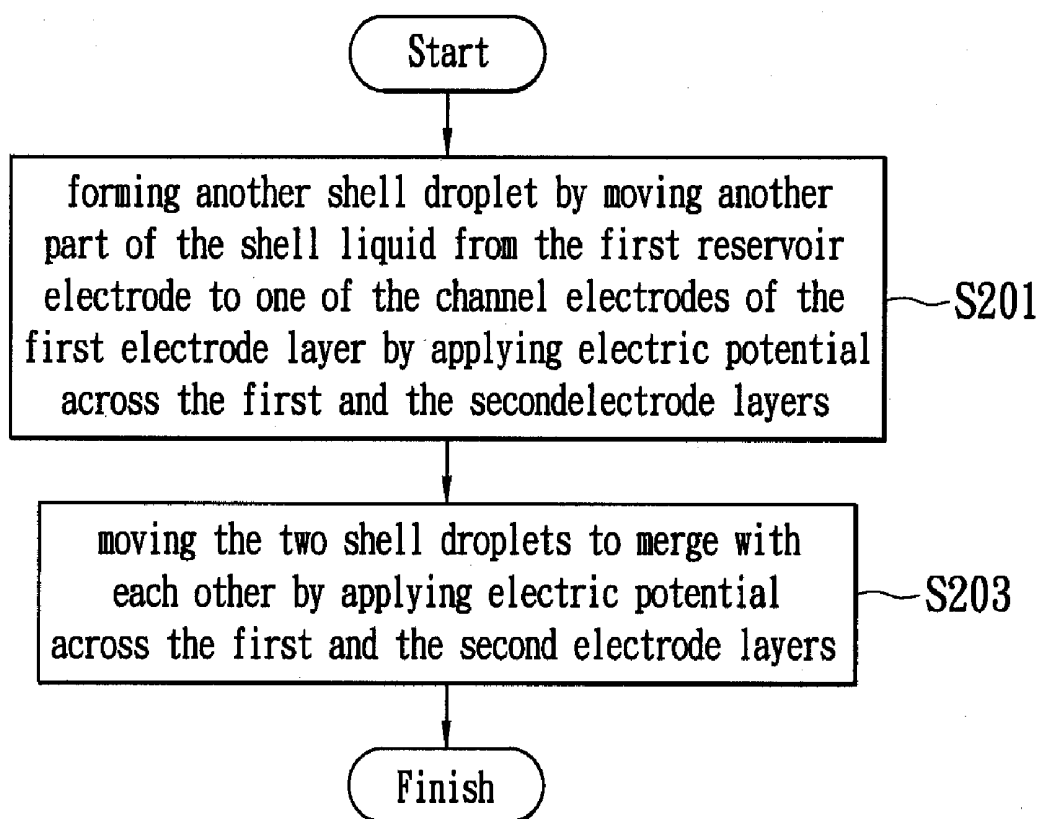 Start
forming another shell droplet by moving another
part of the shell liquid from the first reservoir
electrode to one of the channel electrodes of the
first electrode layer by applying electric potential
across the first and the secondelectrode layers
S201
moving the two shell droplets to merge with
each other by applying electric potential
across the first and the second electrode layers
S203
Finish